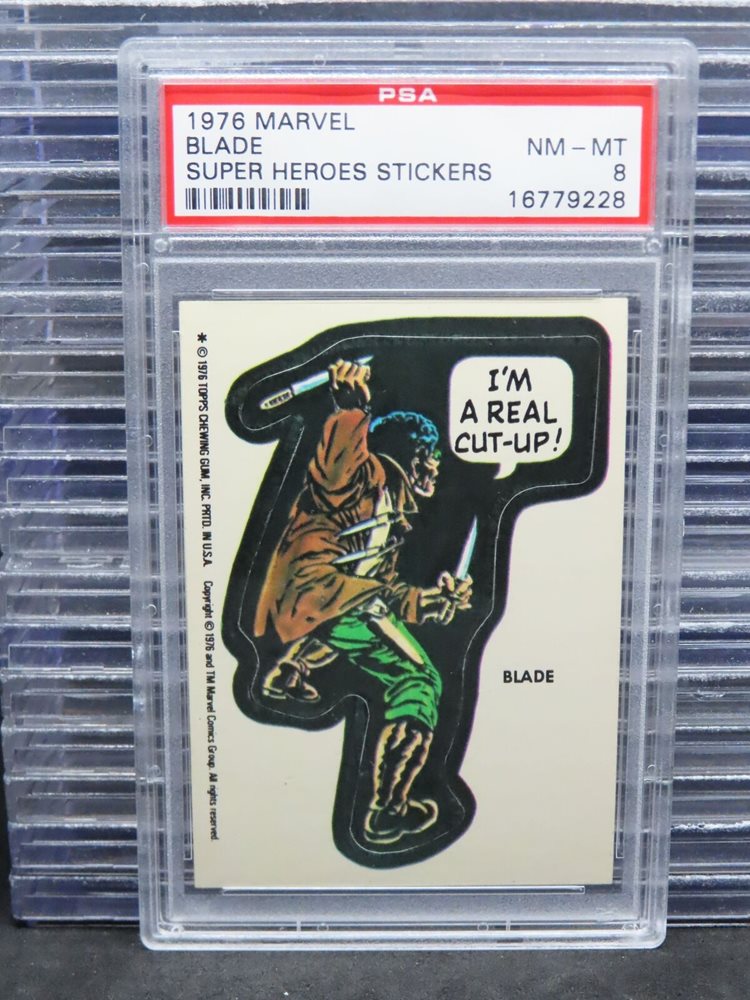 PSA
1976 MARVEL
BLADE NM-MT
SUPER HEROES STICKERS 8
16779228
I'M
A REAL
CUT-UP!
BLADE
* © 1976 TOPPS CHEWING GUM, INC. PRTD. IN U.S.A. Copyright © 1976 and TM Marvel Comics Group. All rights reserved